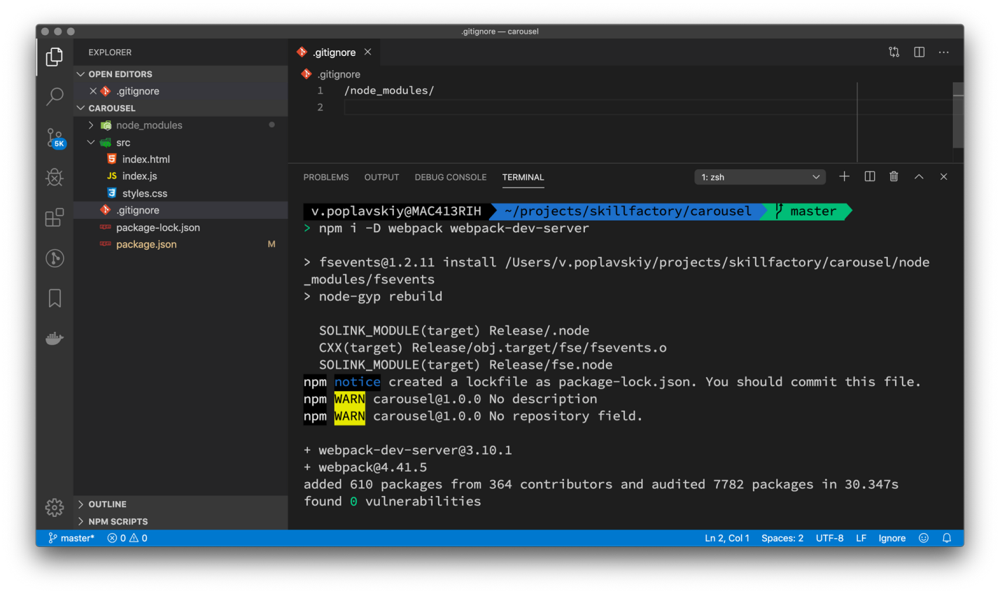 .gitignore — carousel
EXPLORER
OPEN EDITORS
.gitignore
CAROUSEL
node_modules
src
index.html
JS index.js
styles.css
.gitignore
package-lock.json
package.json M
5K
OUTLINE
NPM SCRIPTS
.gitignore
.gitignore
1 /node_modules/
2
PROBLEMS OUTPUT DEBUG CONSOLE TERMINAL 1: zsh
v.poplavskiy@MAC413RIH ~/projects/skillfactory/carousel master
> npm i -D webpack webpack-dev-server
> fsevents@1.2.11 install /Users/v.poplavskiy/projects/skillfactory/carousel/node
_modules/fsevents
> node-gyp rebuild
SOLINK_MODULE(target) Release/.node
CXX(target) Release/obj.target/fse/fsevents.o
SOLINK_MODULE(target) Release/fse.node
npm notice created a lockfile as package-lock.json. You should commit this file.
npm WARN carousel@1.0.0 No description
npm WARN carousel@1.0.0 No repository field.
+ webpack-dev-server@3.10.1
+ webpack@4.41.5
added 610 packages from 364 contributors and audited 7782 packages in 30.347s
found 0 vulnerabilities
master* 0 0 Ln 2, Col 1 Spaces: 2 UTF-8 LF Ignore